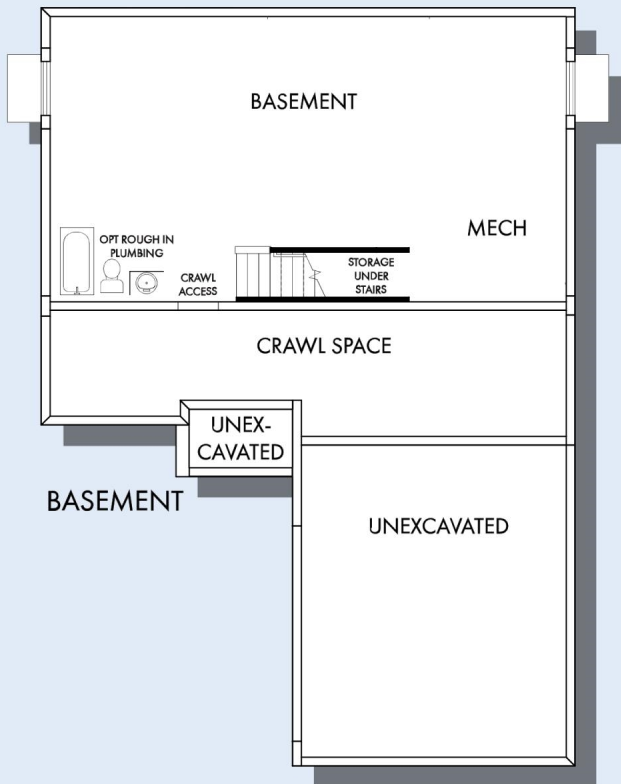 BASEMENT
MECH
OPT ROUGH IN
PLUMBING
CRAWL
ACCESS
STORAGE
UNDER
STAIRS
CRAWL SPACE
UNEX-
CAVATED
BASEMENT
UNEXCAVATED